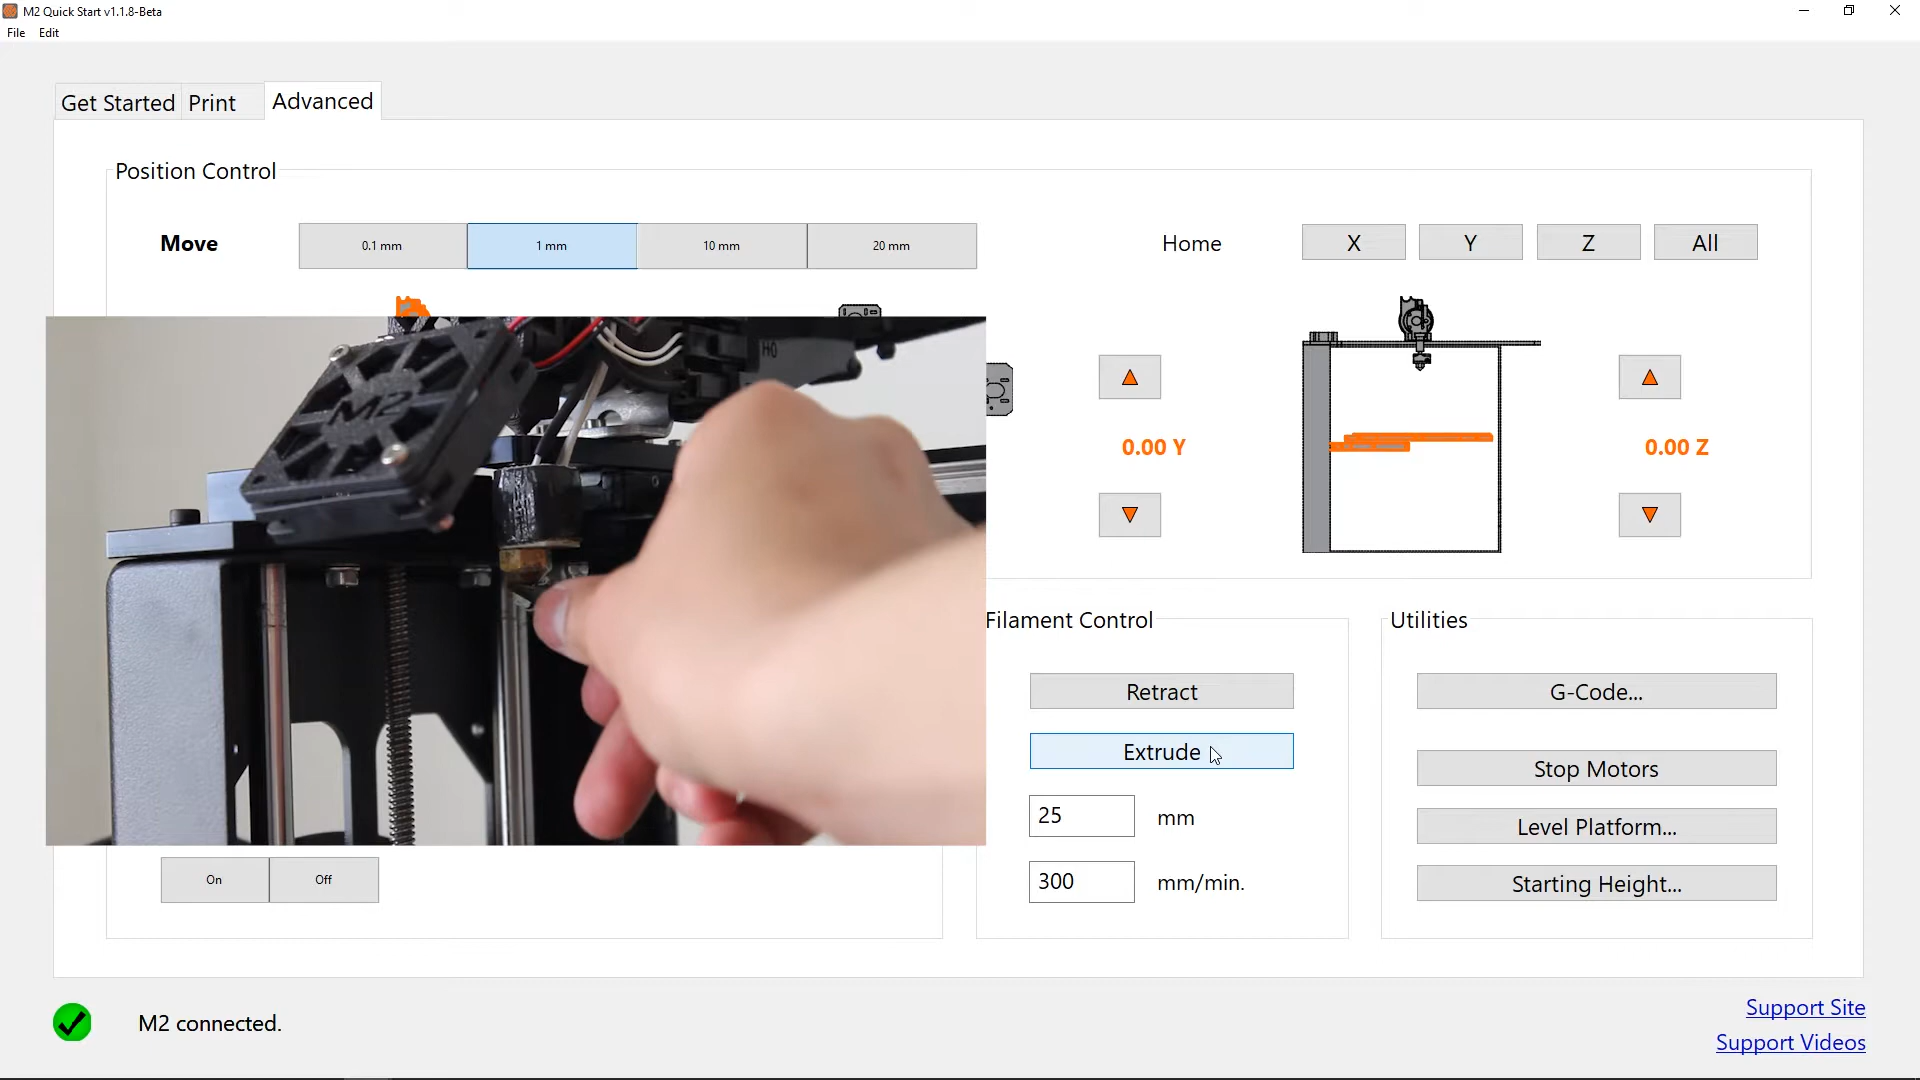 M2 Quick Start v1.1.8-Beta
File Edit
Get Started Print Advanced
Position Control
Move 0.1 mm 1 mm 10 mm 20 mm Home X Y Z All
M2
H0
0.00 Y 0.00 Z
Filament Control
Retract
Extrude
25 mm
300 mm/min.
On Off
Utilities
G-Code...
Stop Motors
Level Platform...
Starting Height...
M2 connected.
Support Site
Support Videos